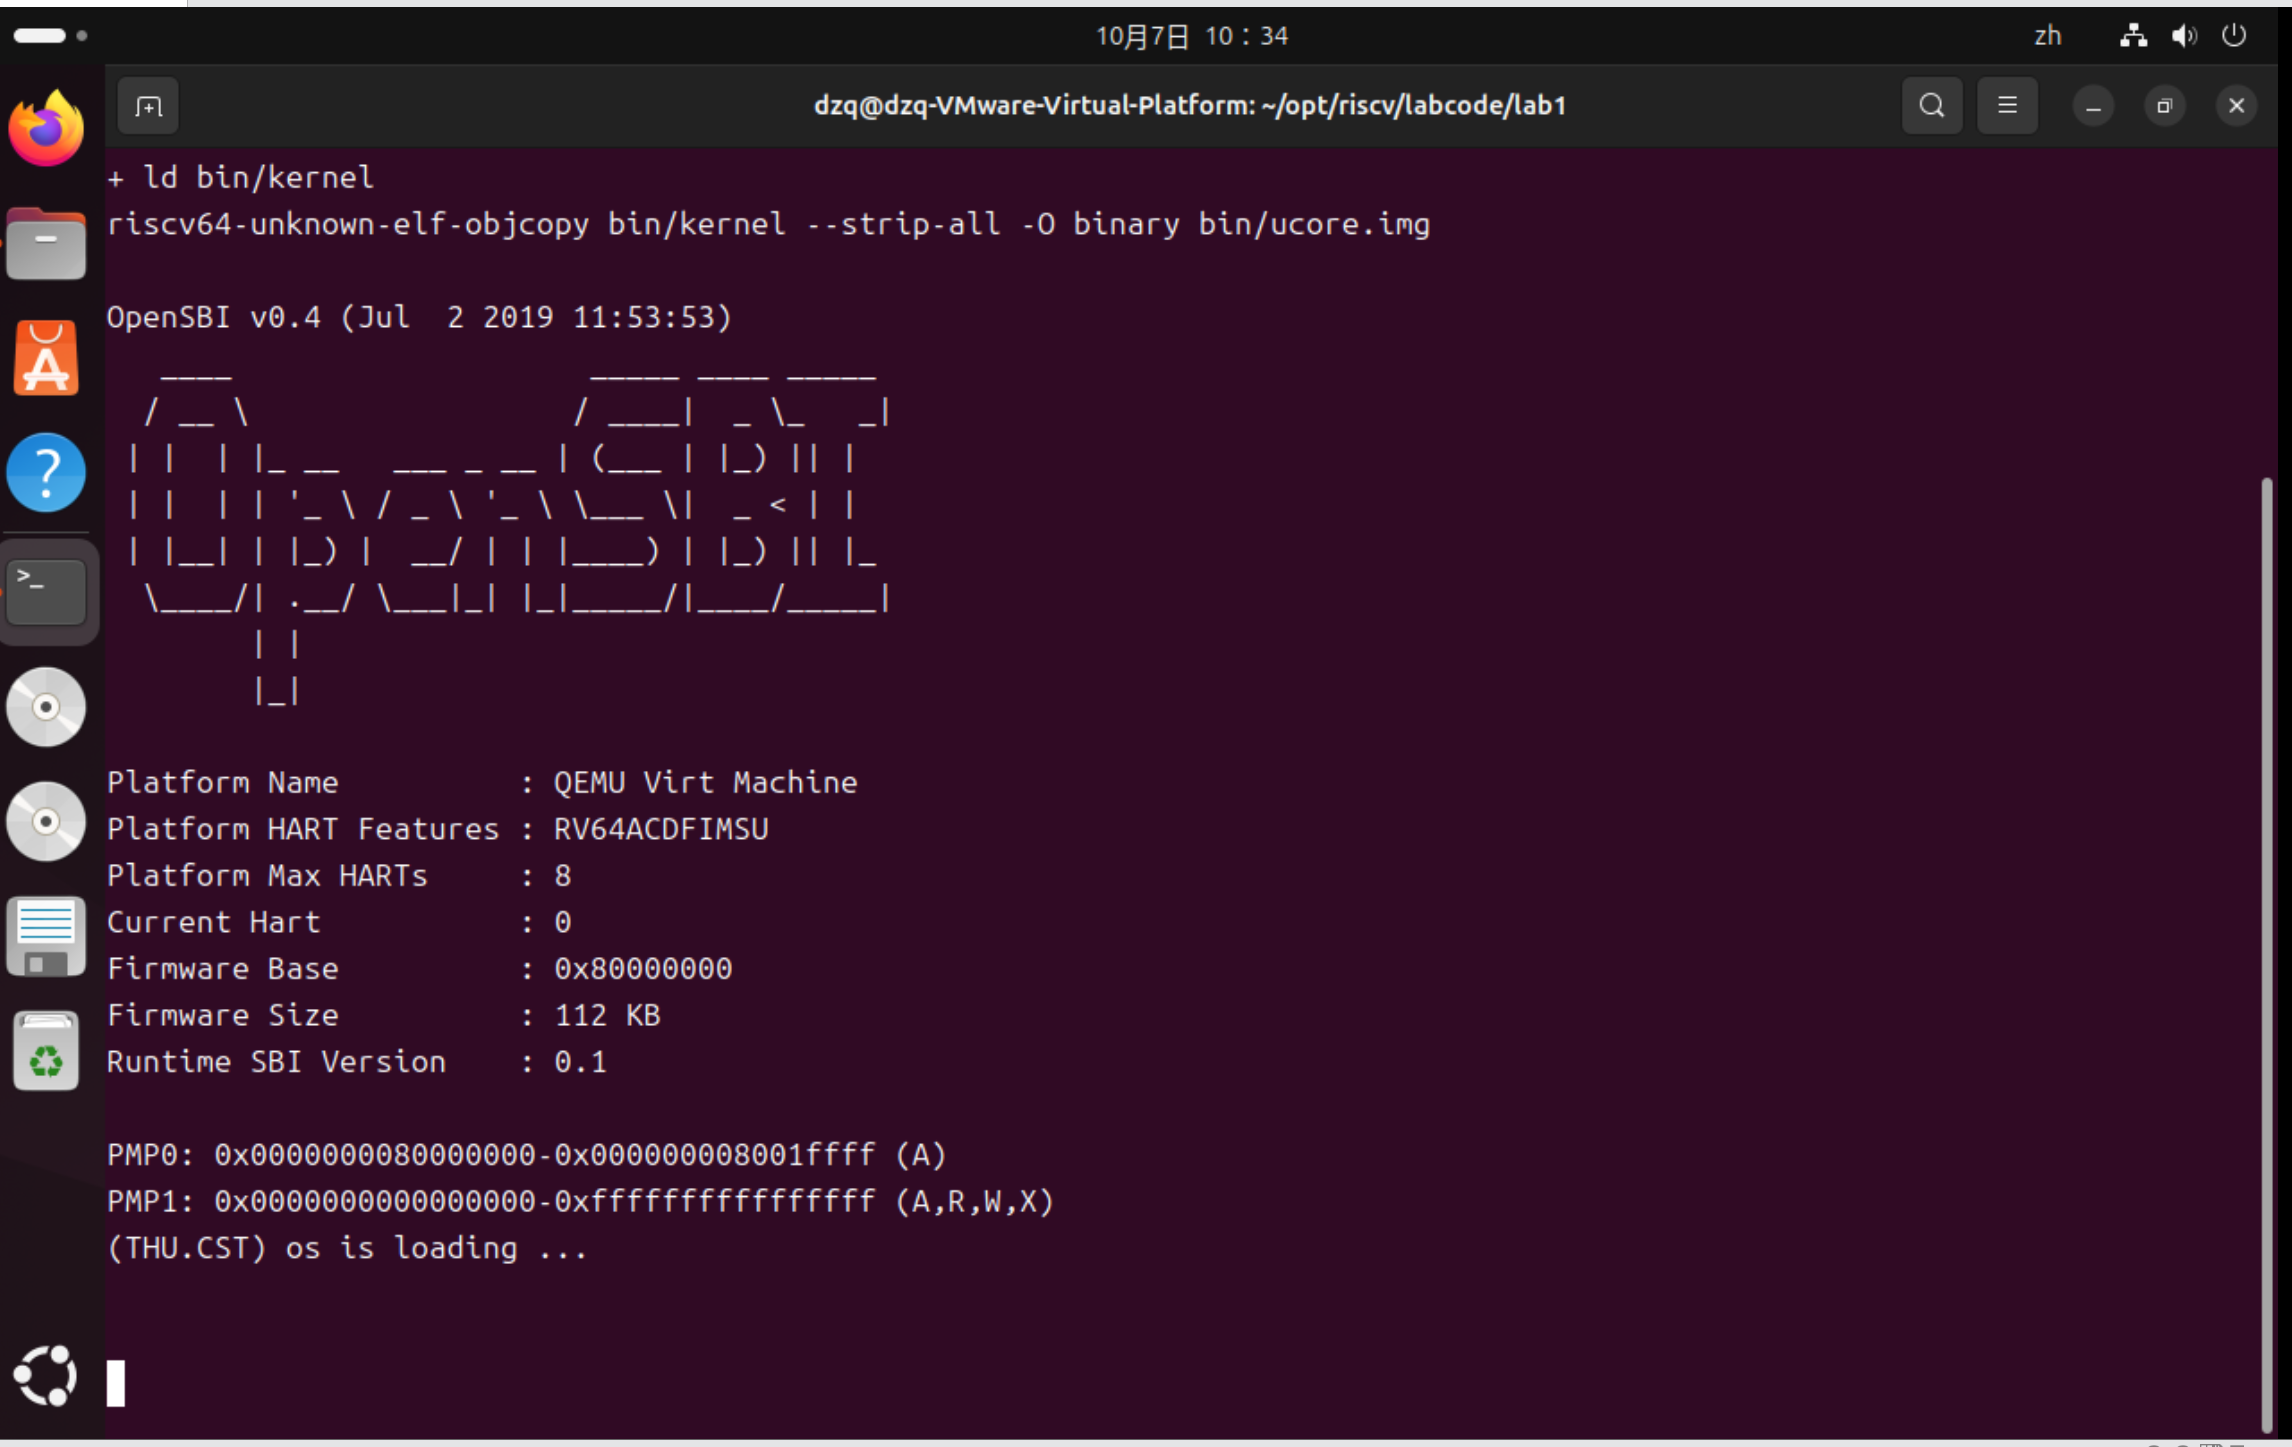 10月7日 10：34
zh
dzq@dzq-VMware-Virtual-Platform: ~/opt/riscv/labcode/lab1
+ ld bin/kernel
riscv64-unknown-elf-objcopy bin/kernel --strip-all -O binary bin/ucore.img
OpenSBI v0.4 (Jul  2 2019 11:53:53)
   ____                    _____ ____ _____
  / __ \                  / ____|  _ \_   _|
 | |  | |_ __   ___ _ __ | (___ | |_) || |
 | |  | | '_ \ / _ \ '_ \ \___ \|  _ < | |
 | |__| | |_) |  __/ | | |____) | |_) || |_
  \____/| .__/ \___|_| |_|_____/|____/_____|
        | |
        |_|
Platform Name          : QEMU Virt Machine
Platform HART Features : RV64ACDFIMSU
Platform Max HARTs     : 8
Current Hart           : 0
Firmware Base          : 0x80000000
Firmware Size          : 112 KB
Runtime SBI Version    : 0.1
PMP0: 0x0000000080000000-0x000000008001ffff (A)
PMP1: 0x0000000000000000-0xffffffffffffffff (A,R,W,X)
(THU.CST) os is loading ...